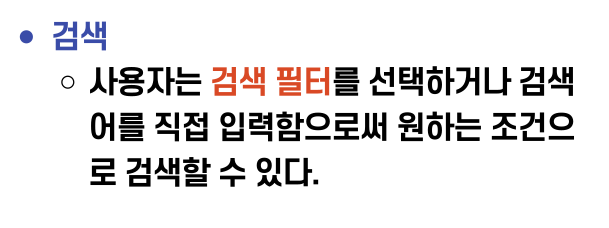 • 검색
○ 사용자는 검색 필터를 선택하거나 검색
어를 직접 입력함으로써 원하는 조건으
로 검색할 수 있다.